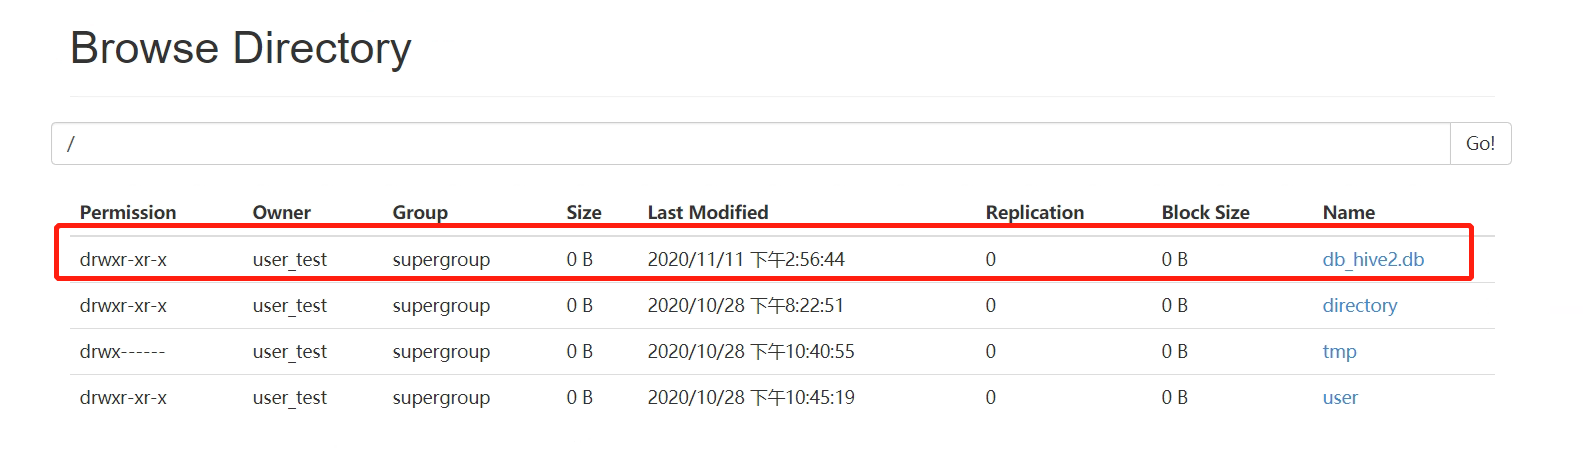 Browse Directory
/ Go!
Permission Owner Group Size Last Modified Replication Block Size Name
drwxr-xr-x user_test supergroup 0 B 2020/11/11 下午2:56:44 0 0 B db_hive2.db
drwxr-xr-x user_test supergroup 0 B 2020/10/28 下午8:22:51 0 0 B directory
drwx------ user_test supergroup 0 B 2020/10/28 下午10:40:55 0 0 B tmp
drwxr-xr-x user_test supergroup 0 B 2020/10/28 下午10:45:19 0 0 B user